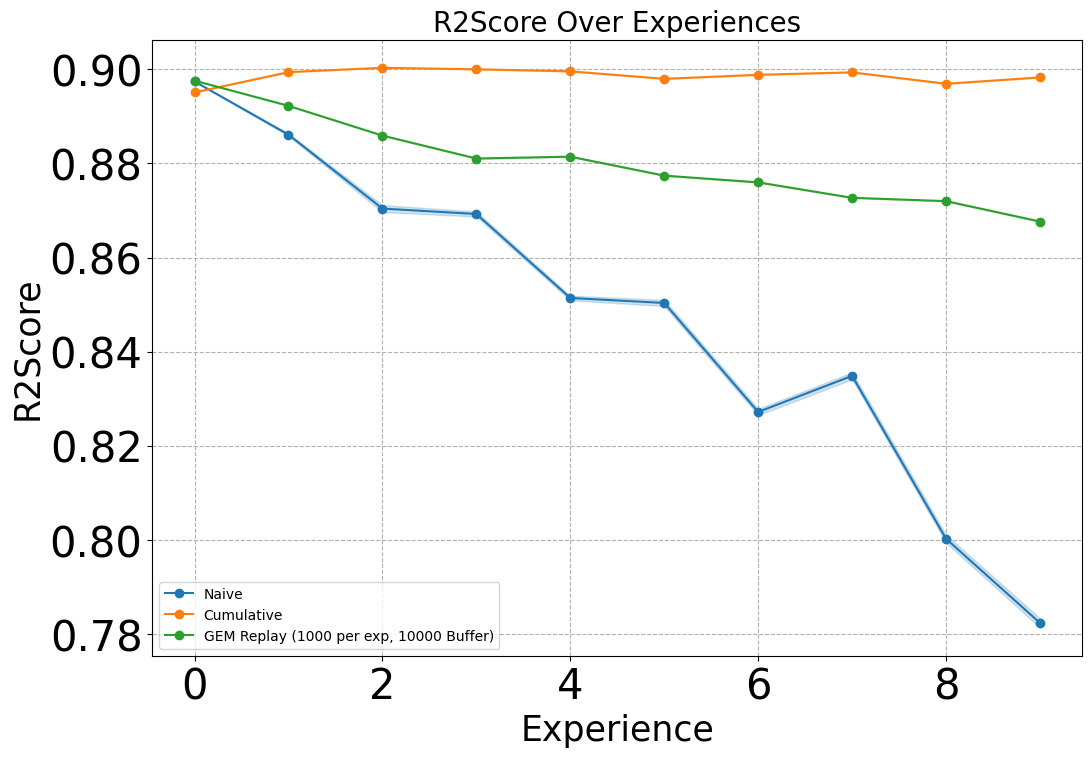 R2Score Over Experiences
R2Score
0.90
0.88
0.86
0.84
0.82
0.80
0.78
Naive
Cumulative
GEM Replay (1000 per exp, 10000 Buffer)
0 2 4 6 8
Experience